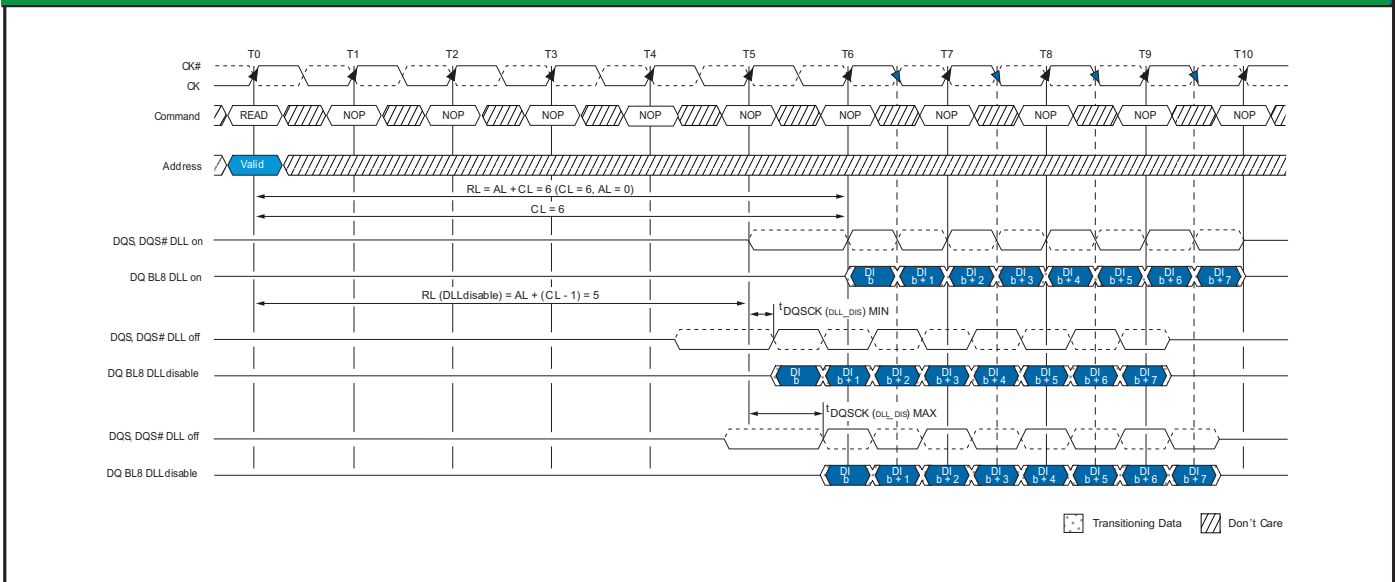 T0 T1 T2 T3 T4 T5 T6 T7 T8 T9 T10
CK#
CK
Command READ NOP NOP NOP NOP NOP NOP NOP NOP NOP NOP
Address Valid
RL = AL + CL = 6 (CL = 6, AL = 0)
CL = 6
DQS, DQS# DLL on
DQ BL8 DLL on DI b DI b + 1 DI b + 2 DI b + 3 DI b + 4 DI b + 5 DI b + 6 DI b + 7
RL (DLL disable) = AL + (CL - 1) = 5
tDQSCK (DLL_DIS) MIN
DQS, DQS# DLL off
DQ BL8 DLL disable DI b DI b + 1 DI b + 2 DI b + 3 DI b + 4 DI b + 5 DI b + 6 DI b + 7
tDQSCK (DLL_DIS) MAX
DQS, DQS# DLL off
DQ BL8 DLL disable DI b DI b + 1 DI b + 2 DI b + 3 DI b + 4 DI b + 5 DI b + 6 DI b + 7
Transitioning Data Don't Care